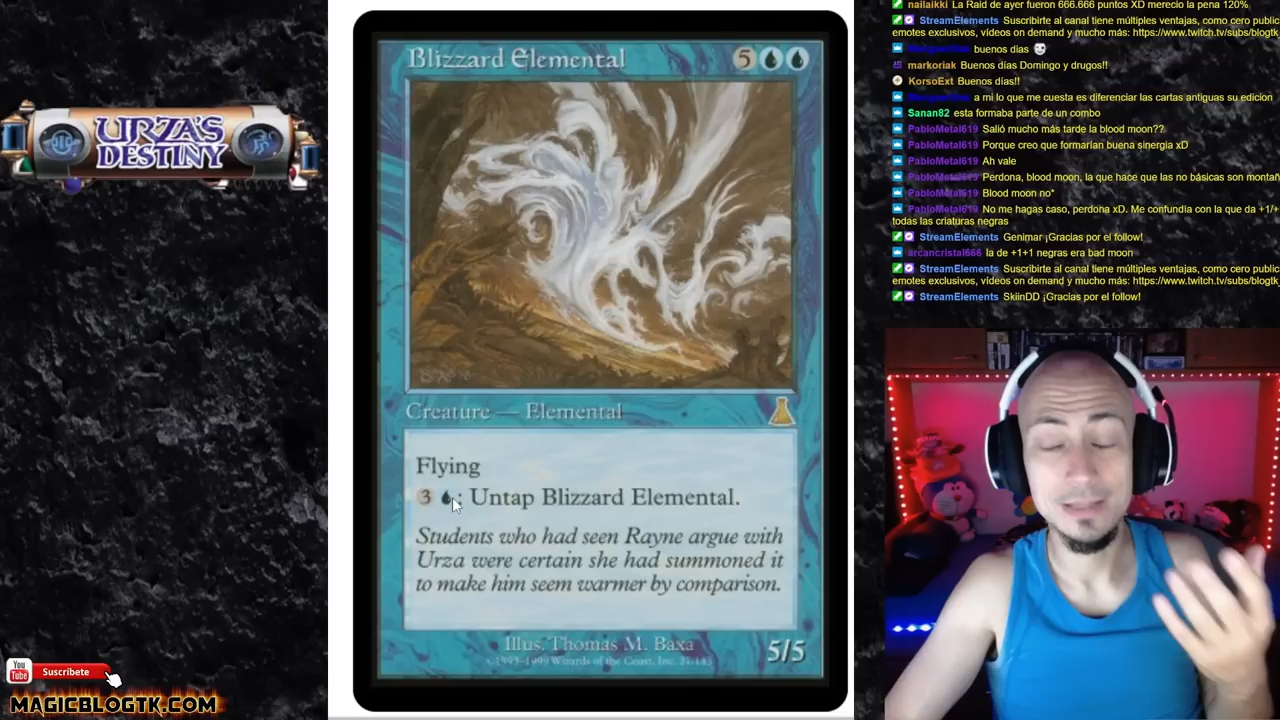 URZA'S
DESTINY
You
Tube
Suscribete
MAGICBLOGTK.COM
Blizzard Elemental
5
Creature — Elemental
Flying
3 : Untap Blizzard Elemental.
Students who had seen Rayne argue with
Urza were certain she had summoned it
to make him seem warmer by comparison.
Illus. Thomas M. Baxa
5/5
nailaikki La Raid de ayer fueron 666.666 puntos XD merecio la pena 120%
StreamElements Suscribirte al canal tiene múltiples ventajas, como cero public
emotes exclusivos, vídeos on demand y mucho más: https://www.twitch.tv/subs/blogtk
buenos dias
markoriak Buenos días Domingo y drugos!!
KorsoExt Buenos días!!
a mi lo que me cuesta es diferenciar las cartas antiguas su edicion
Sanan82 esta formaba parte de un combo
PabloMetal619 Salió mucho más tarde la blood moon??
PabloMetal619 Porque creo que formarían buena sinergia xD
PabloMetal619 Ah vale
PabloMetal619 Perdona, blood moon, la que hace que las no básicas son montañ
PabloMetal619 Blood moon no*
PabloMetal619 No me hagas caso, perdona xD. Me confundia con la que da +1/+
todas las criaturas negras
StreamElements Genimar ¡Gracias por el follow!
arcancristal666 la de +1+1 negras era bad moon
StreamElements Suscribirte al canal tiene múltiples ventajas, como cero public
emotes exclusivos, vídeos on demand y mucho más: https://www.twitch.tv/subs/blogtk
StreamElements SkiinDD ¡Gracias por el follow!